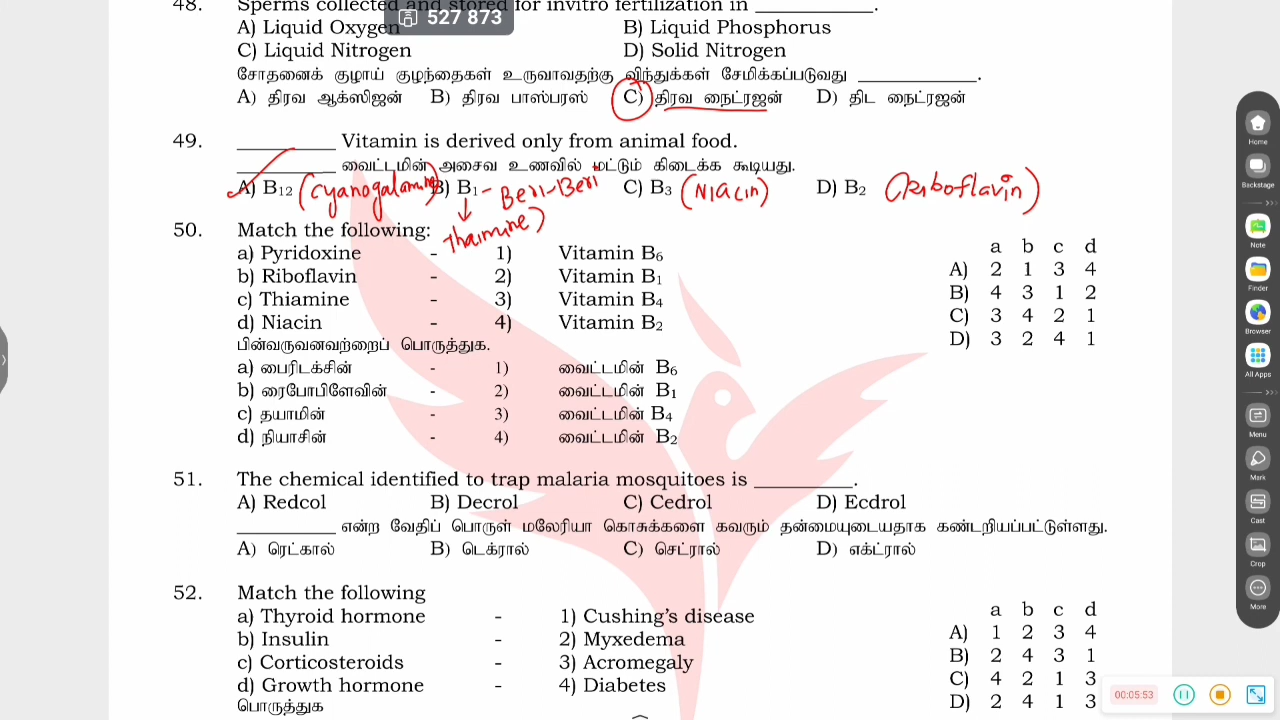 48. Sperms collected and stored for invitro fertilization in ____________.
527 873
A) Liquid Oxygen B) Liquid Phosphorus
C) Liquid Nitrogen D) Solid Nitrogen
சோதனைக் குழாய் குழந்தைகள் உருவாவதற்கு விந்துக்கள் சேமிக்கப்படுவது ____________.
A) திரவ ஆக்ஸிஜன் B) திரவ பாஸ்பரஸ் C) திரவ நைட்ரஜன் D) திட நைட்ரஜன்
49. __________ Vitamin is derived only from animal food.
__________ வைட்டமின் அசைவ உணவில் மட்டும் கிடைக்க கூடியது.
A) B₁₂ (cyanogalamine B) B₁ - Beri-Beri C) B₃ (Niacin) D) B₂ (Riboflavin)
Thaimine)
50. Match the following:
a b c d
a) Pyridoxine - 1) Vitamin B₆
A) 2 1 3 4
b) Riboflavin - 2) Vitamin B₁
B) 4 3 1 2
c) Thiamine - 3) Vitamin B₄
C) 3 4 2 1
d) Niacin - 4) Vitamin B₂
D) 3 2 4 1
பின்வருவனவற்றைப் பொருத்துக.
a) பைரிடக்சின் - 1) வைட்டமின் B₆
b) ரைபோபிளேவின் - 2) வைட்டமின் B₁
c) தயாமின் - 3) வைட்டமின் B₄
d) நியாசின் - 4) வைட்டமின் B₂
51. The chemical identified to trap malaria mosquitoes is __________.
A) Redcol B) Decrol C) Cedrol D) Ecdrol
__________ என்ற வேதிப் பொருள் மலேரியா கொசுக்களை கவரும் தன்மையுடையதாக கண்டறியப்பட்டுள்ளது.
A) ரெட்கால் B) டெக்ரால் C) செட்ரால் D) எக்ட்ரால்
52. Match the following
a b c d
a) Thyroid hormone - 1) Cushing's disease
A) 1 2 3 4
b) Insulin - 2) Myxedema
B) 2 4 3 1
c) Corticosteroids - 3) Acromegaly
C) 4 2 1 3
d) Growth hormone - 4) Diabetes
D) 2 4 1 3
பொருத்துக
Home
Backstage
Note
Finder
Browser
All Apps
Menu
Mark
Cast
Crop
More
00:05:53